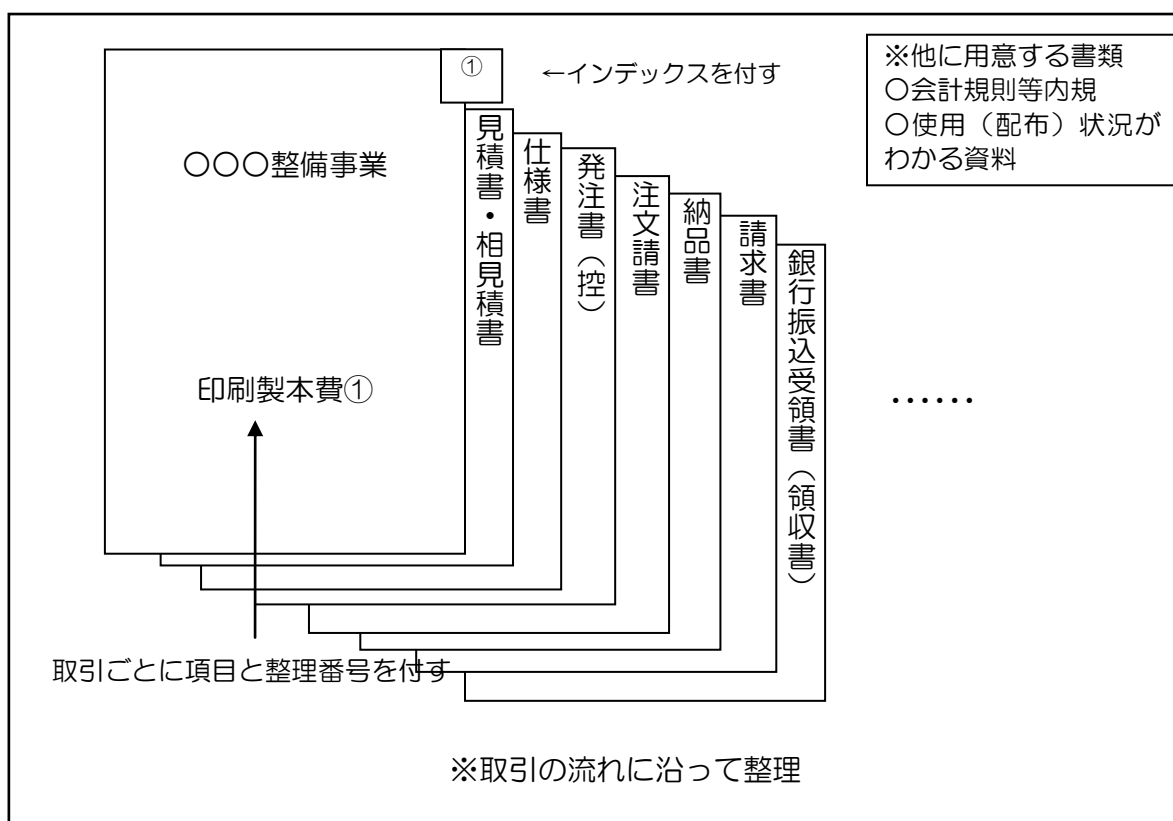 ①
←インデックスを付す
※他に用意する書類
〇会計規則等内規
〇使用（配布）状況が
わかる資料
〇〇〇整備事業
印刷製本費①
見積書・相見積書
仕様書
発注書（控）
注文請書
納品書
請求書
銀行振込受領書（領収書）
……
取引ごとに項目と整理番号を付す
※取引の流れに沿って整理